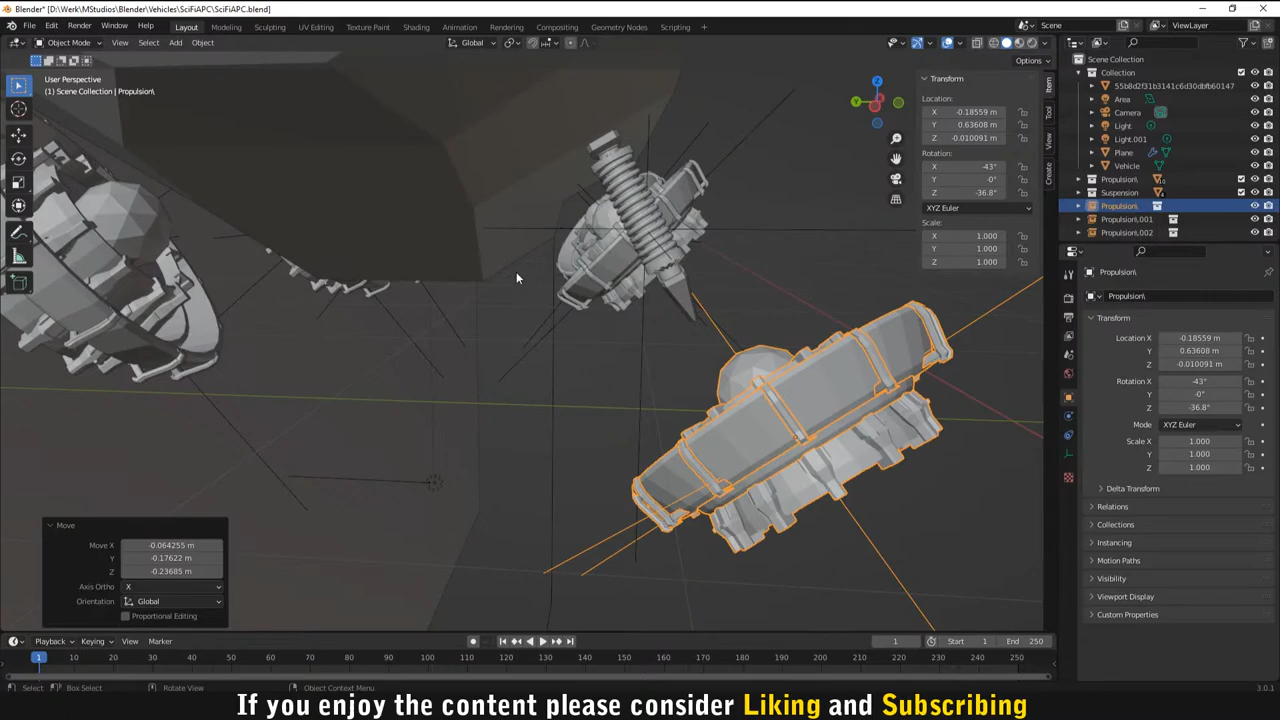 Blender* [D:\Werk\MStudios\Blender\Vehicles\SciFiAPC\SciFiAPC.blend]
File Edit Render Window Help Layout Modeling Sculpting UV Editing Texture Paint Shading Animation Rendering Compositing Geometry Nodes Scripting Scene ViewLayer
Object Mode View Select Add Object Global
Options
User Perspective
(1) Scene Collection | Propulsion\
Transform
Location:
X -0.18559 m
Y 0.63608 m
Z -0.010091 m
Rotation:
X -43°
Y -0°
Z -36.8°
XYZ Euler
Scale:
X 1.000
Y 1.000
Z 1.000
Item
Tool
View
Create
Scene Collection
Collection
55b8d2f31b3141c6d30dbfb60147
Area
Camera
Light
Light.001
Plane
Vehicle
Propulsion\
Suspension
Propulsion\
Propulsion\.001
Propulsion\.002
Propulsion\
Propulsion\
Transform
Location X -0.18559 m
Y 0.63608 m
Z -0.010091 m
Rotation X -43°
Y -0°
Z -36.8°
Mode XYZ Euler
Scale X 1.000
Y 1.000
Z 1.000
Delta Transform
Relations
Collections
Instancing
Motion Paths
Visibility
Viewport Display
Custom Properties
Move
Move X -0.064255 m
Y -0.17622 m
Z -0.23685 m
Axis Ortho X
Orientation Global
Proportional Editing
Playback Keying View Marker 1 Start 1 End 250
1 10 20 30 40 50 60 70 80 90 100 110 120 130 140 150 160 170 180 190 200 210 220 230 240 250
Select Box Select Rotate View Object Context Menu 3.0.1
If you enjoy the content please consider Liking and Subscribing